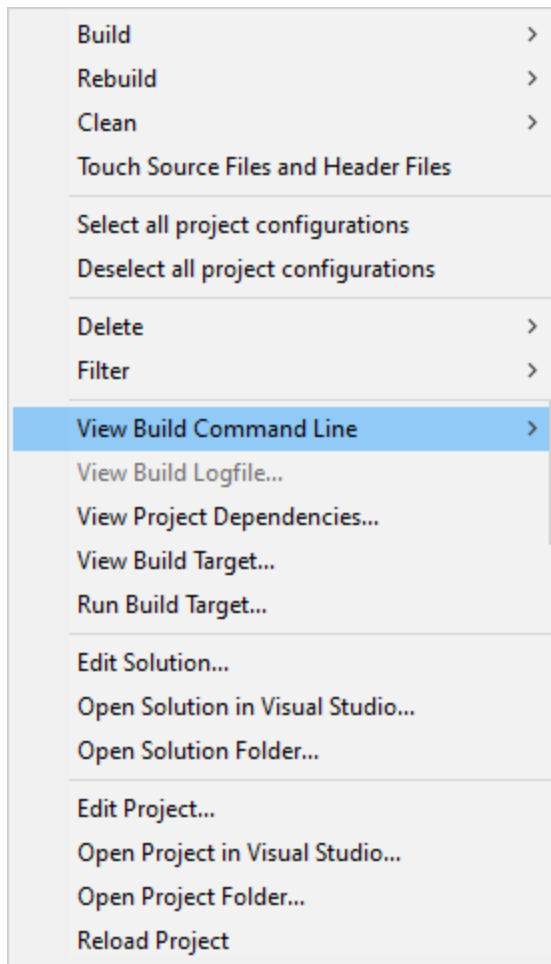 Build
Rebuild
Clean
Touch Source Files and Header Files
Select all project configurations
Deselect all project configurations
Delete
Filter
View Build Command Line
View Build Logfile...
View Project Dependencies...
View Build Target...
Run Build Target...
Edit Solution...
Open Solution in Visual Studio...
Open Solution Folder...
Edit Project...
Open Project in Visual Studio...
Open Project Folder...
Reload Project